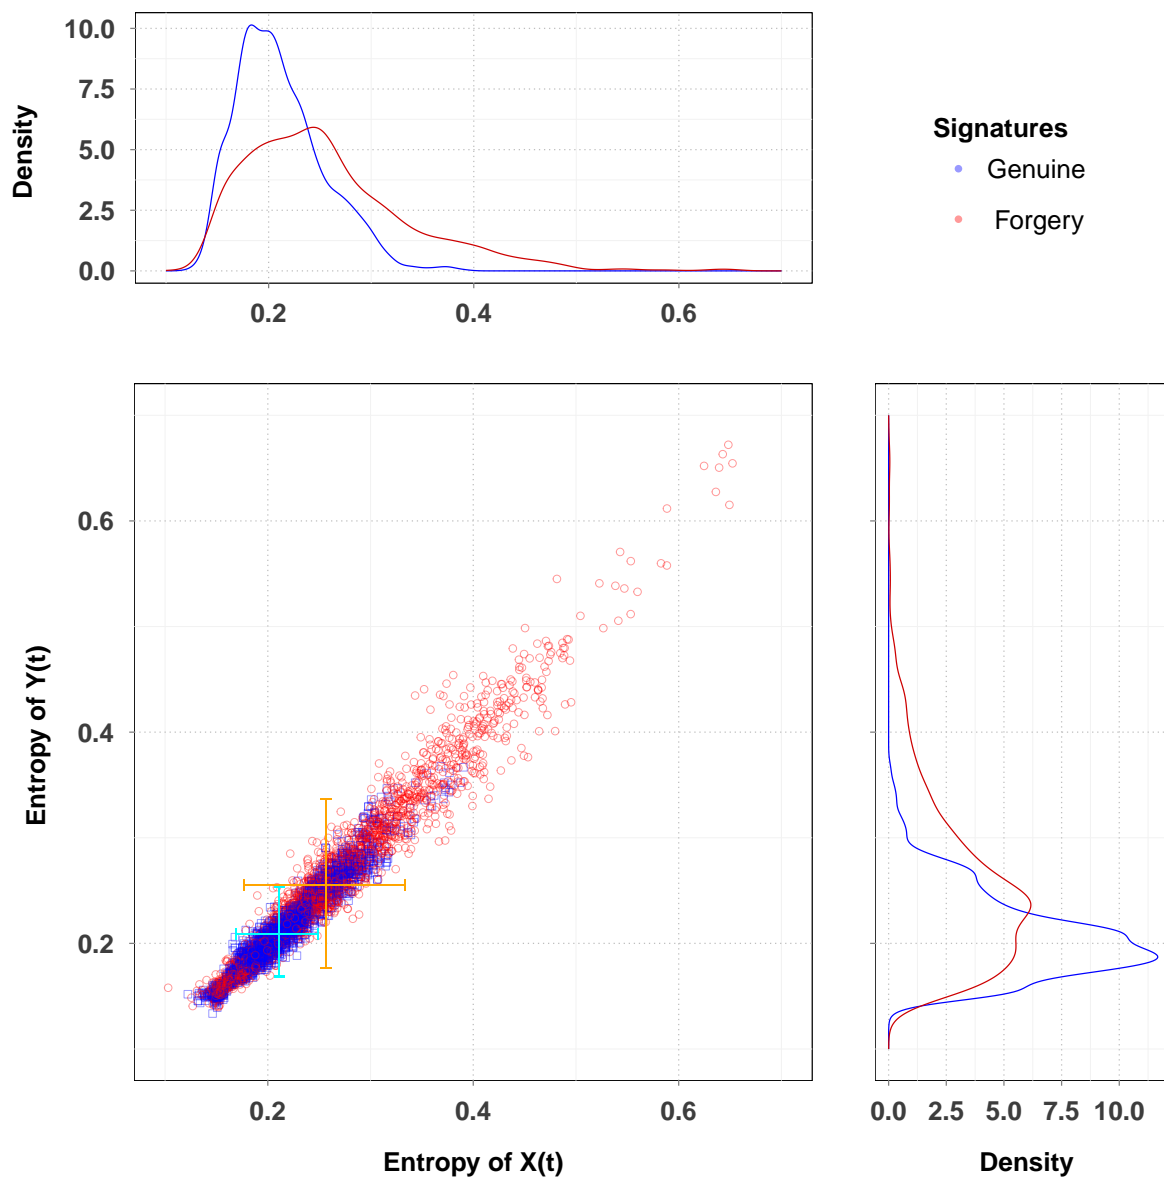 10.0
7.5
5.0
2.5
0.0
Density
0.2 0.4 0.6
Signatures
Genuine
Forgery
0.6
0.4
0.2
Entropy of Y(t)
0.2 0.4 0.6
Entropy of X(t)
0.0 2.5 5.0 7.5 10.0
Density